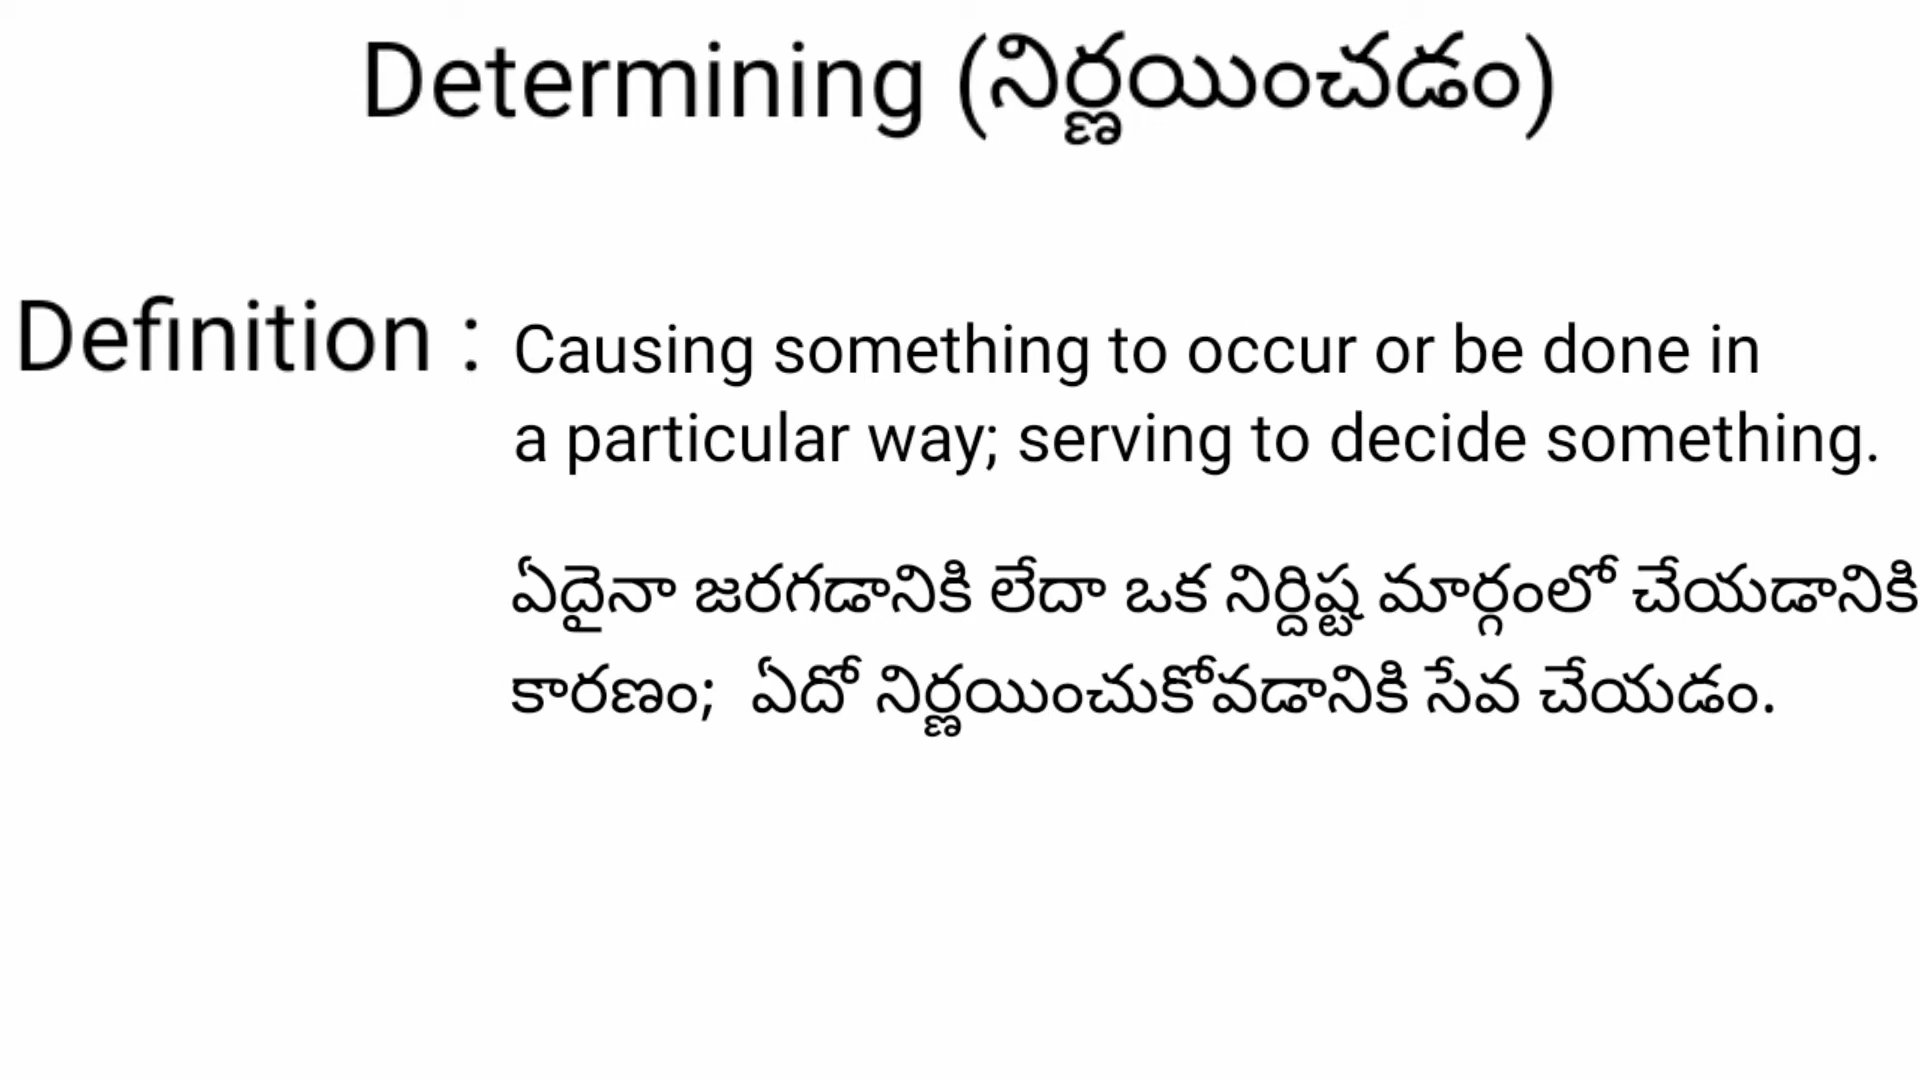 Determining (నిర్ణయించడం)
Definition : Causing something to occur or be done in
a particular way; serving to decide something.
ఏదైనా జరగడానికి లేదా ఒక నిర్దిష్ట మార్గంలో చేయడానికి
కారణం; ఏదో నిర్ణయించుకోవడానికి సేవ చేయడం.